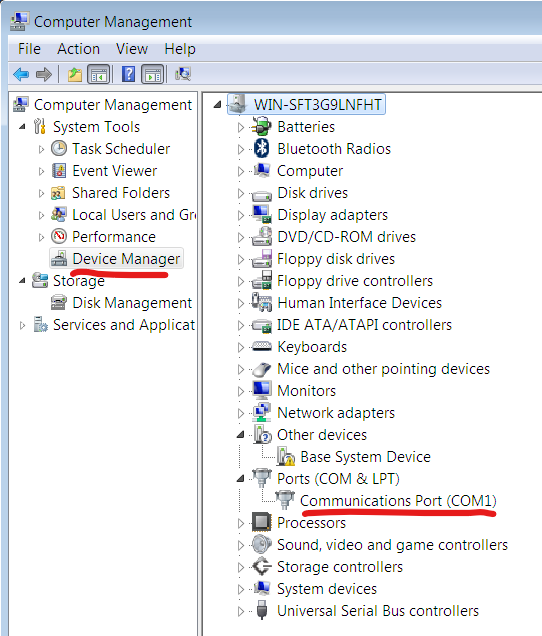 Computer Management
File Action View Help
Computer Management
System Tools
Task Scheduler
Event Viewer
Shared Folders
Local Users and Gr
Performance
Device Manager
Storage
Disk Management
Services and Applicat
WIN-SFT3G9LNFHT
Batteries
Bluetooth Radios
Computer
Disk drives
Display adapters
DVD/CD-ROM drives
Floppy disk drives
Floppy drive controllers
Human Interface Devices
IDE ATA/ATAPI controllers
Keyboards
Mice and other pointing devices
Monitors
Network adapters
Other devices
Base System Device
Ports (COM & LPT)
Communications Port (COM1)
Processors
Sound, video and game controllers
Storage controllers
System devices
Universal Serial Bus controllers